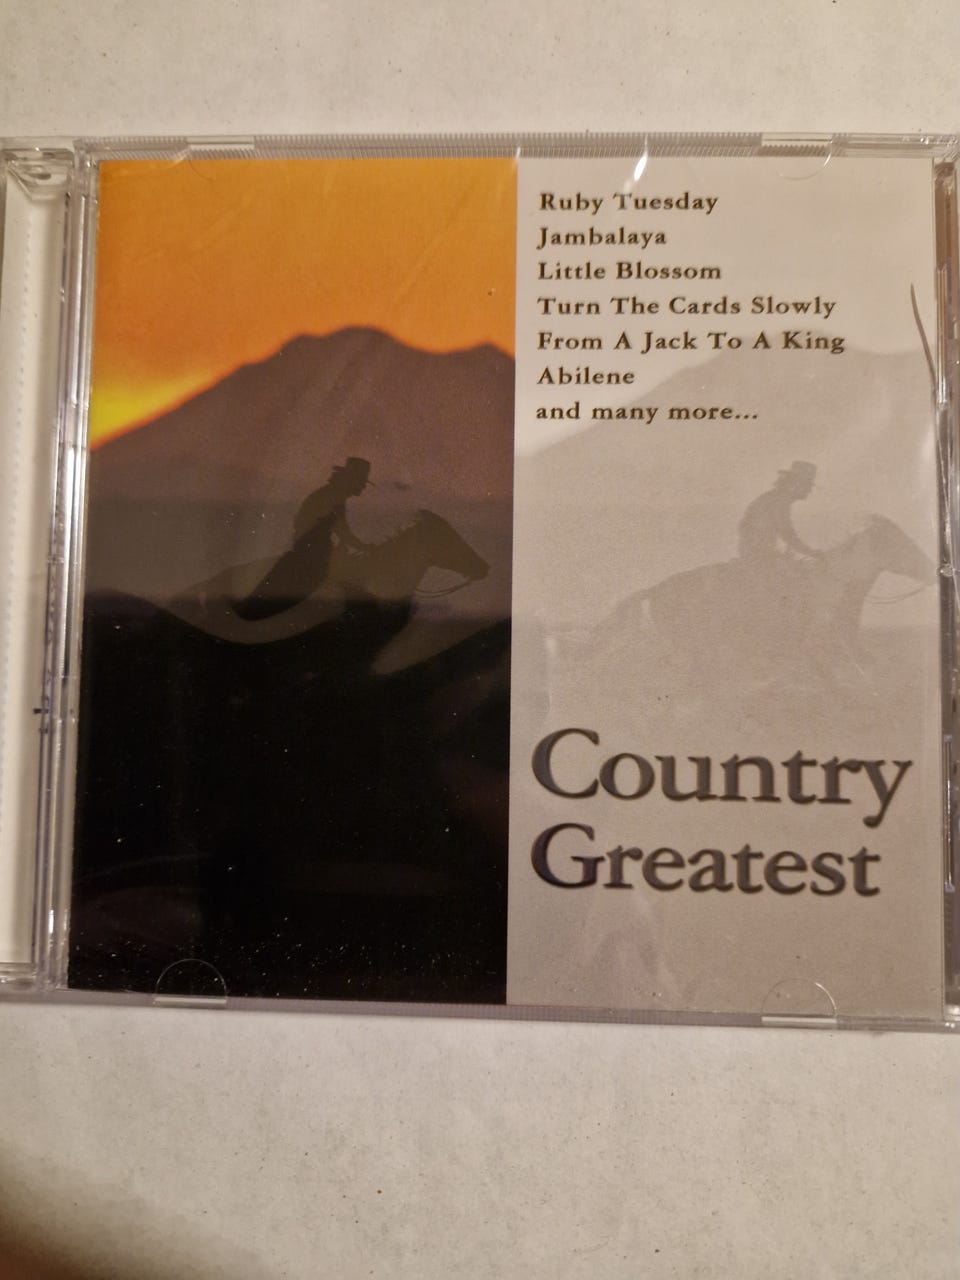 Ruby Tuesday
Jambalaya
Little Blossom
Turn The Cards Slowly
From A Jack To A King
Abilene
and many more...
Country
Greatest